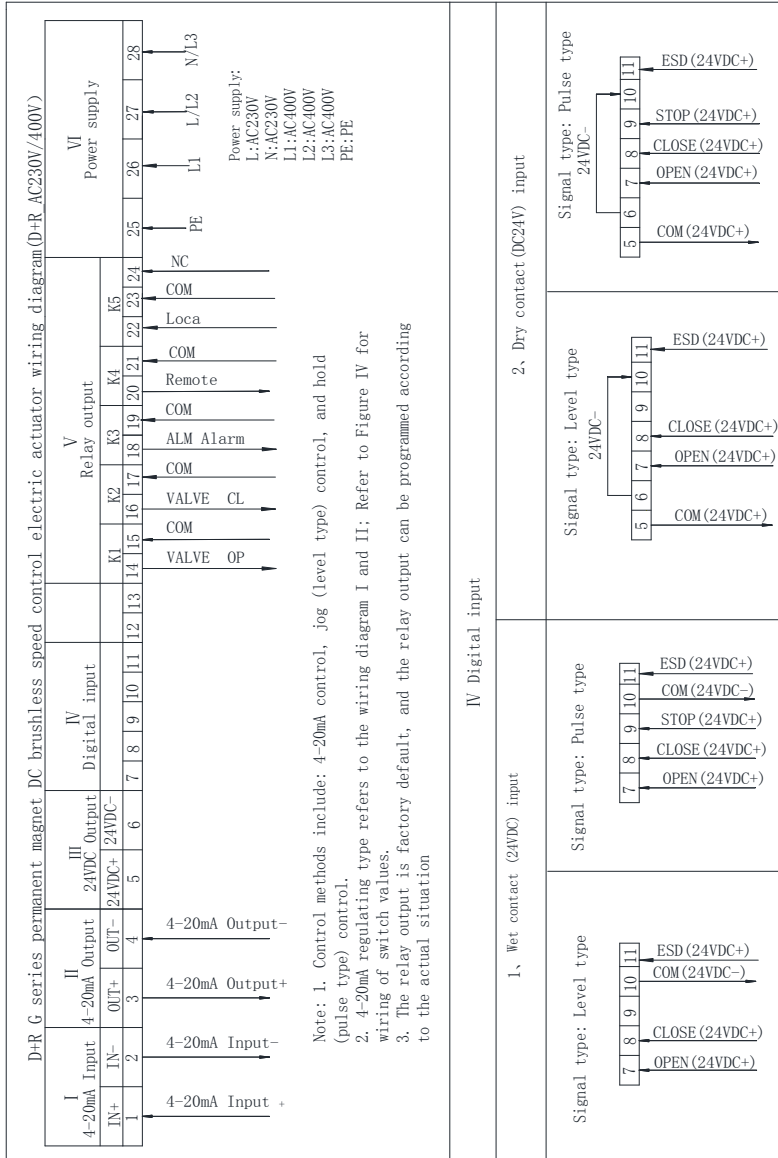 D+R G series permanent magnet DC brushless speed control electric actuator wiring diagram(D+R_AC230V/400V)
I
4-20mA Input
II
4-20mA Output
III
24VDC Output
IV
Digital input
V
Relay output
VI
Power supply
IN+ IN- OUT+ OUT- 24VDC+ 24VDC- K1 K2 K3 K4 K5
1 2 3 4 5 6 7 8 9 10 11 12 13 14 15 16 17 18 19 20 21 22 23 24 25 26 27 28
4-20mA Input +
4-20mA Input-
4-20mA Output+
4-20mA Output-
VALVE OP
COM
VALVE CL
COM
ALM Alarm
COM
Remote
COM
Loca
COM
NC
PE
L1
L/L2
N/L3
Power supply:
L:AC230V
N:AC230V
L1:AC400V
L2:AC400V
L3:AC400V
PE:PE
Note: 1. Control methods include: 4-20mA control, jog (level type) control, and hold
(pulse type) control.
2. 4-20mA regulating type refers to the wiring diagram I and II; Refer to Figure IV for
wiring of switch values.
3. The relay output is factory default, and the relay output can be programmed according
to the actual situation
IV Digital input
1、Wet contact (24VDC) input
2、Dry contact(DC24V) input
Signal type: Level type
7 8 9 10 11
OPEN(24VDC+)
CLOSE(24VDC+)
COM(24VDC-)
ESD(24VDC+)
Signal type: Pulse type
7 8 9 10 11
OPEN(24VDC+)
CLOSE(24VDC+)
STOP(24VDC+)
COM(24VDC-)
ESD(24VDC+)
Signal type: Level type
24VDC-
5 6 7 8 9 10 11
COM(24VDC+)
OPEN(24VDC+)
CLOSE(24VDC+)
ESD(24VDC+)
Signal type: Pulse type
24VDC-
5 6 7 8 9 10 11
COM(24VDC+)
OPEN(24VDC+)
CLOSE(24VDC+)
STOP(24VDC+)
ESD(24VDC+)